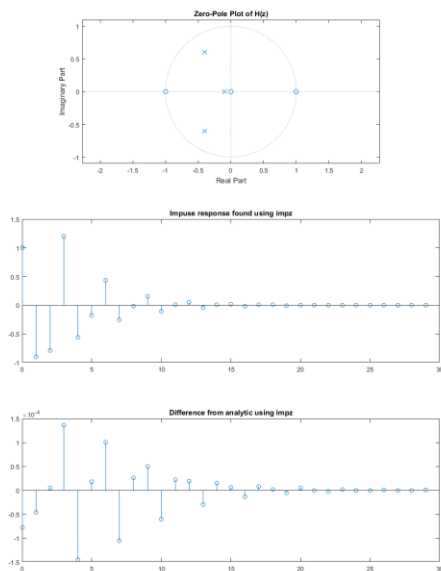 Zero-Pole Plot of H(z)
1
0.5
0
-0.5
-1
Imaginary Part
-2 -1.5 -1 -0.5 0 0.5 1 1.5 2
Real Part
Impuse response found using impz
1.5
1
0.5
0
-0.5
-1
0 5 10 15 20 25 30
Difference from analytic using impz
×10-4
1.5
1
0.5
0
-0.5
-1
-1.5
0 5 10 15 20 25 30